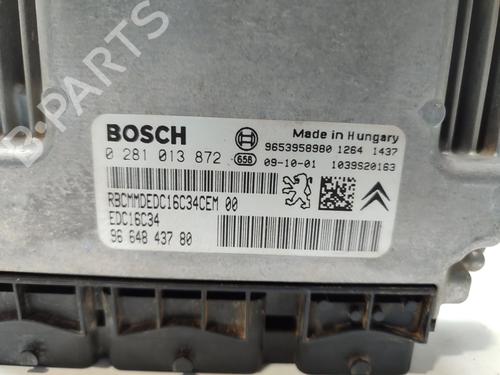 BOSCH
Made in Hungary
0 281 013 872
658
9653958980 1264 1437
09-10-01 1039S20163
RBCMMDEDC16C34CEM 00
EDC16C34
96 648 437 80
B-PARTS